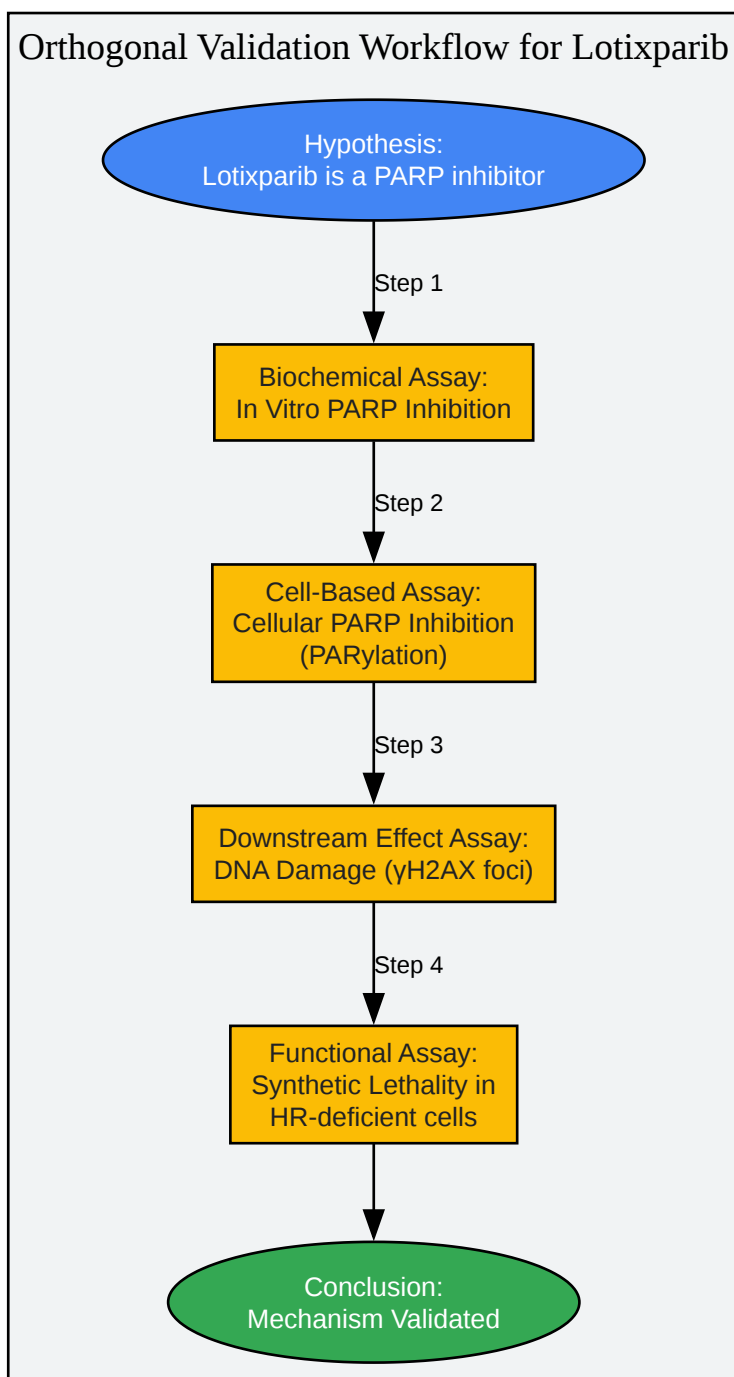 Orthogonal Validation Workflow for Lotixparib
Hypothesis:
Lotixparib is a PARP inhibitor
Step 1
Biochemical Assay:
In Vitro PARP Inhibition
Step 2
Cell-Based Assay:
Cellular PARP Inhibition
(PARylation)
Step 3
Downstream Effect Assay:
DNA Damage (γH2AX foci)
Step 4
Functional Assay:
Synthetic Lethality in
HR-deficient cells
Conclusion:
Mechanism Validated